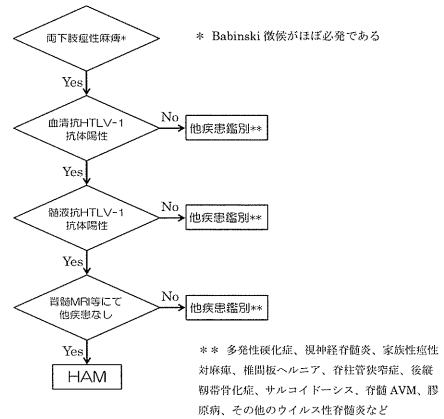 両下肢痙性麻痺*
* Babinski 徴候がほぼ必発である
Yes
血清抗HTLV-1
抗体陽性
No
他疾患鑑別**
Yes
髄液抗HTLV-1
抗体陽性
No
他疾患鑑別**
Yes
脊髄MRI等にて
他疾患なし
No
他疾患鑑別**
Yes
HAM
** 多発性硬化症、視神経脊髄炎、家族性痙性
対麻痺、椎間板ヘルニア、脊柱管狭窄症、後縦
靭帯骨化症、サルコイドーシス、脊髄 AVM、膠
原病、その他のウイルス性脊髄炎など